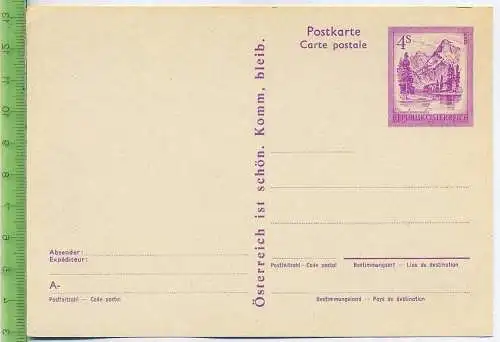 Postkarte
Carte postale
4 S
REPUBLIK ÖSTERREICH
Österreich ist schön. Komm, bleib.
Absender:
Expéditeur:
A-
Postleitzahl – Code postal
Postleitzahl – Code postal
Bestimmungsort – Lieu de destination
Bestimmungsland – Pays de destination